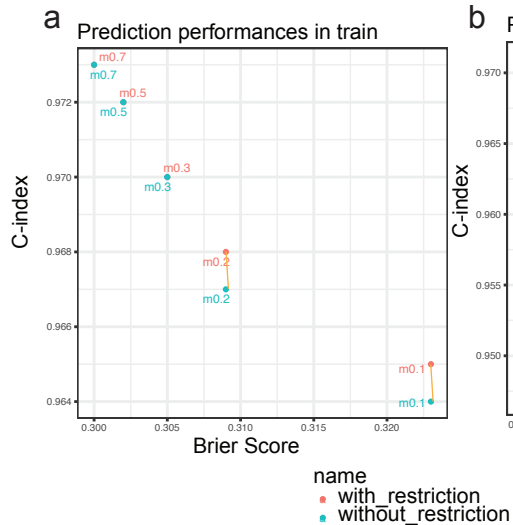 a
Prediction performances in train
b
P
C-index
0.972
0.970
0.968
0.966
0.964
m0.7
m0.7
m0.5
m0.5
m0.3
m0.3
m0.2
m0.2
m0.1
m0.1
0.300
0.305
0.310
0.315
0.320
Brier Score
C-index
0.970
0.965
0.960
0.955
0.950
0
name
with_restriction
without_restriction